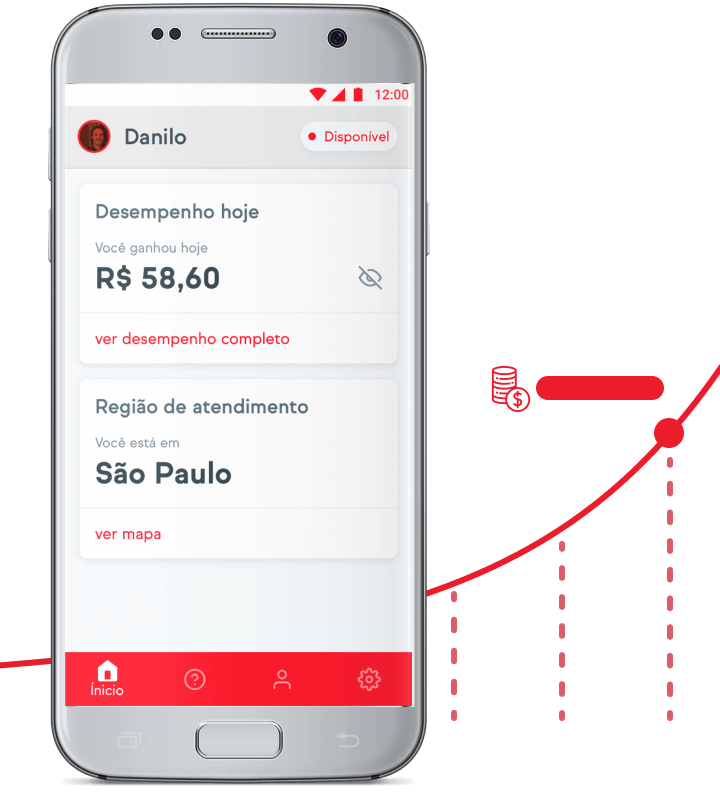 12:00
Danilo
Disponível
Desempenho hoje
Você ganhou hoje
R$ 58,60
ver desempenho completo
Região de atendimento
Você está em
São Paulo
ver mapa
$
?
Ínicio